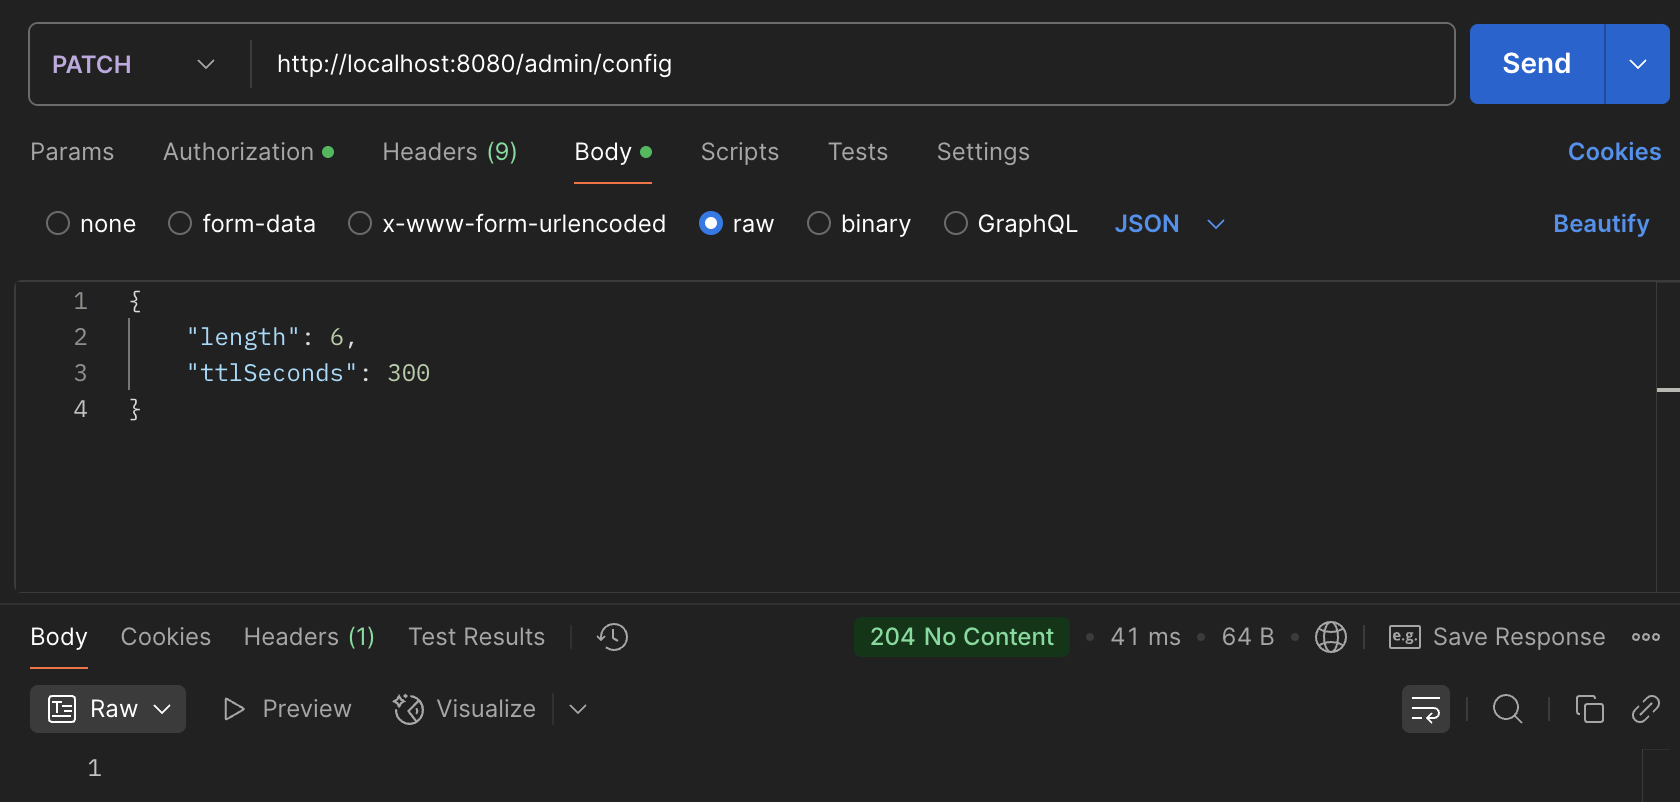 PATCH http://localhost:8080/admin/config Send
Params Authorization Headers (9) Body Scripts Tests Settings Cookies
none form-data x-www-form-urlencoded raw binary GraphQL JSON Beautify
1 {
2 "length": 6,
3 "ttlSeconds": 300
4 }
Body Cookies Headers (1) Test Results 204 No Content 41 ms 64 B e.g. Save Response
Raw Preview Visualize
1